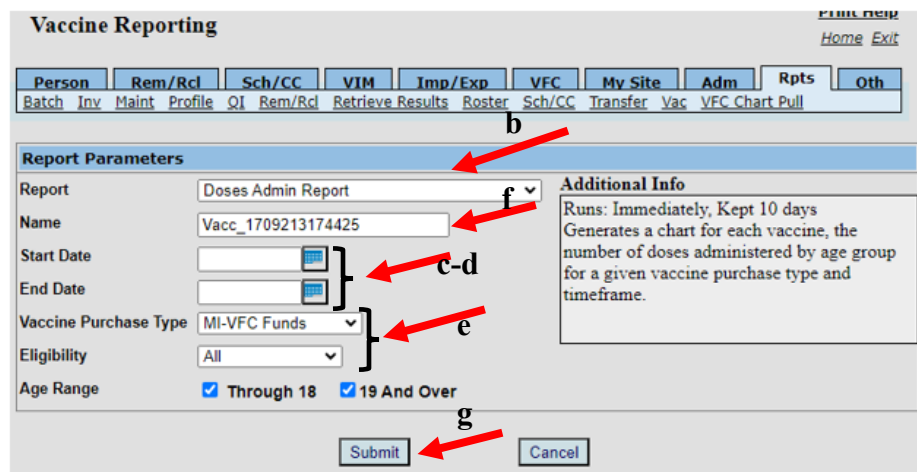 Vaccine Reporting
Print Help
Home Exit
Person Rem/Rcl Sch/CC VIM Imp/Exp VFC My Site Adm Rpts Oth
Batch Inv Maint Profile QI Rem/Rcl Retrieve Results Roster Sch/CC Transfer Vac VFC Chart Pull
b
Report Parameters
Report Doses Admin Report
f
Name Vacc_1709213174425
Start Date
c-d
End Date
Vaccine Purchase Type MI-VFC Funds
e
Eligibility All
Age Range Through 18 19 And Over
Additional Info
Runs: Immediately, Kept 10 days
Generates a chart for each vaccine, the
number of doses administered by age group
for a given vaccine purchase type and
timeframe.
g
Submit Cancel